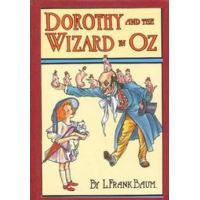 DOROTHY AND THE
WIZARD IN OZ
BY L. FRANK BAUM.